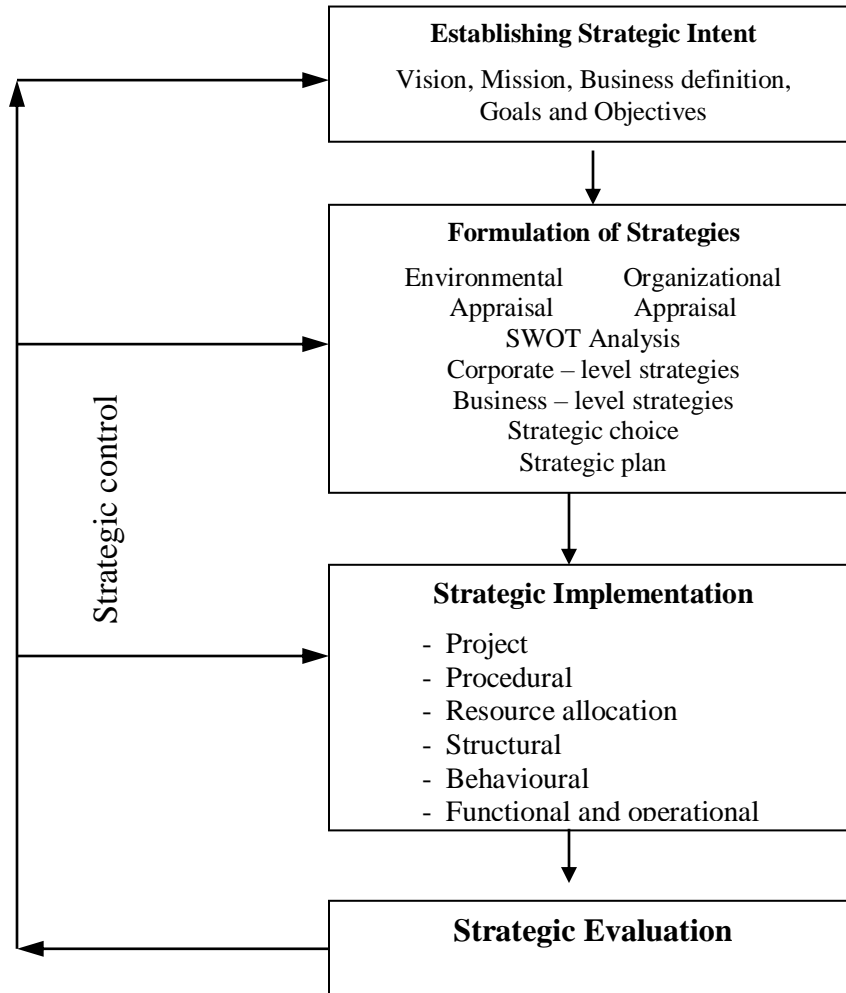 Establishing Strategic Intent
Vision, Mission, Business definition,
Goals and Objectives
Formulation of Strategies
Environmental Organizational
Appraisal Appraisal
SWOT Analysis
Corporate – level strategies
Business – level strategies
Strategic choice
Strategic plan
Strategic control
Strategic Implementation
- Project
- Procedural
- Resource allocation
- Structural
- Behavioural
- Functional and operational
Strategic Evaluation